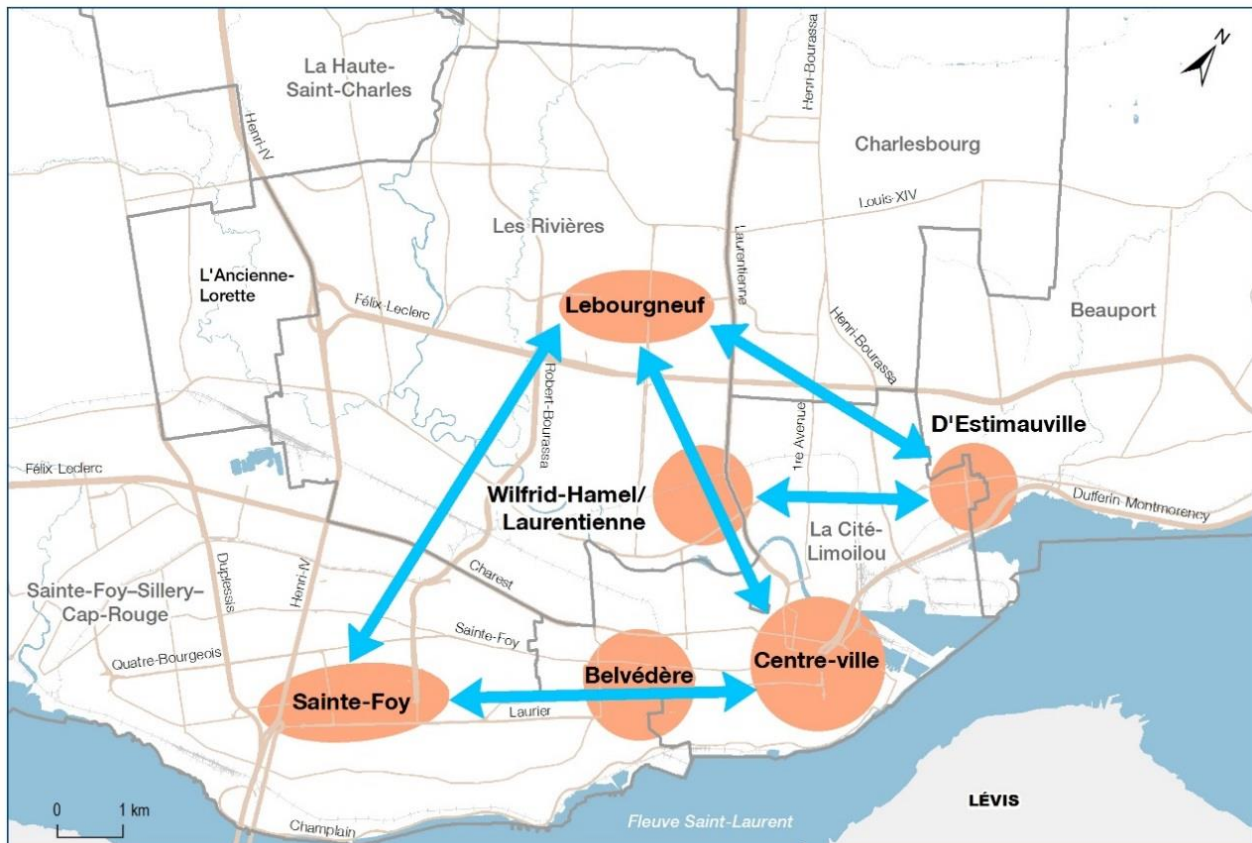 N
La Haute-
Saint-Charles
Henri-Bourassa
Henri-IV
Charlesbourg
Louis-XIV
Les Rivières
Laurentienne
L'Ancienne-
Lorette
Lebourgneuf
Félix-Leclerc
Beauport
Henri-Bourassa
Robert-Bourassa
1re Avenue
D'Estimauville
Félix-Leclerc
Wilfrid-Hamel/
Laurentienne
Dufferin-Montmorency
La Cité-
Limoilou
Duplessis
Henri-IV
Charest
Sainte-Foy–Sillery–
Cap-Rouge
Sainte-Foy
Quatre-Bourgeois
Belvédère
Centre-ville
Sainte-Foy
Laurier
0 1 km
LÉVIS
Champlain
Fleuve Saint-Laurent